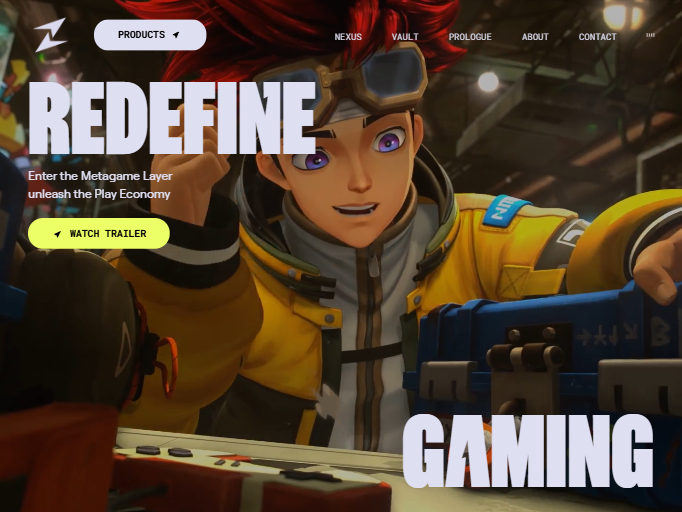 PRODUCTS
NEXUS
VAULT
PROLOGUE
ABOUT
CONTACT
REDEFINE
Enter the Metagame Layer
unleash the Play Economy
WATCH TRAILER
GAMING